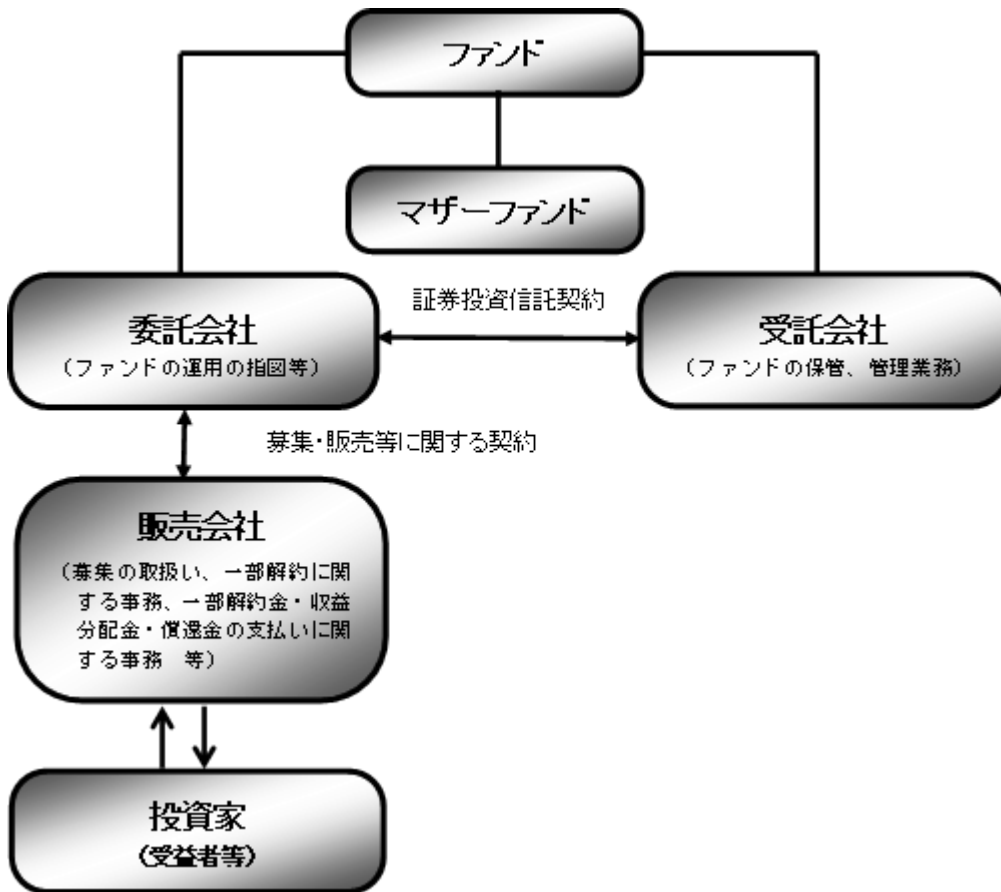 ファンド
マザーファンド
証券投資信託契約
委託会社
（ファンドの運用の指図等）
受託会社
（ファンドの保管、管理業務）
募集・販売等に関する契約
販売会社
（募集の取扱い、一部解約に関
する事務、一部解約金・収益
分配金・償還金の支払いに関
する事務　等）
投資家
（受益者等）